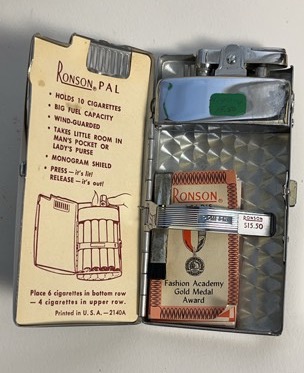 RONSON® PAL
• HOLDS 10 CIGARETTES
• BIG FUEL CAPACITY
• WIND-GUARDED
• TAKES LITTLE ROOM IN
MAN'S POCKET OR
LADY'S PURSE
• MONOGRAM SHIELD
• PRESS—it's lit!
RELEASE—it's out!
Place 6 cigarettes in bottom row
— 4 cigarettes in upper row.
Printed in U. S. A.—2140A
RONSON
RONSON
$15.50
Fashion Academy
Gold Medal
Award